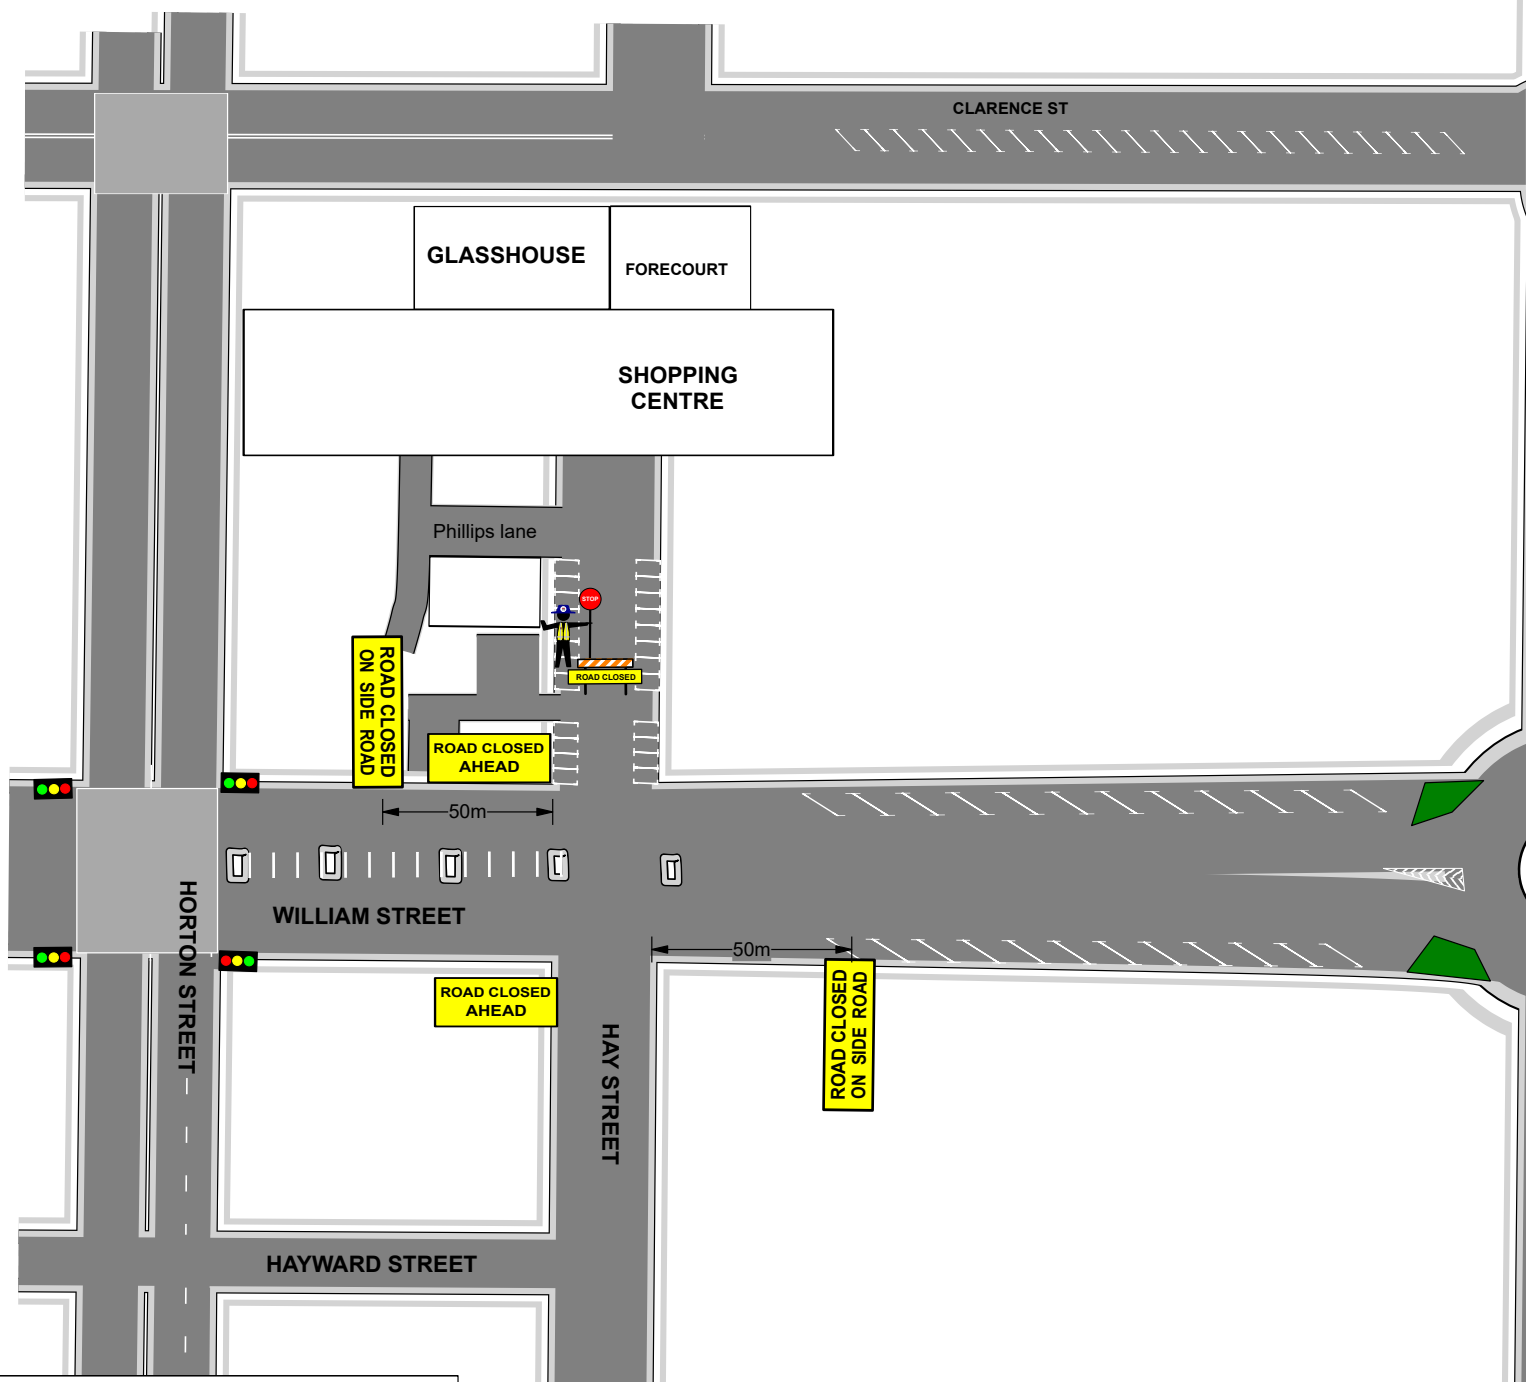 CLARENCE ST
GLASSHOUSE
FORECOURT
SHOPPING
CENTRE
Phillips lane
STOP
ROAD CLOSED
ROAD CLOSED
ON SIDE ROAD
ROAD CLOSED
AHEAD
50m
HORTON STREET
WILLIAM STREET
50m
ROAD CLOSED
AHEAD
ROAD CLOSED
ON SIDE ROAD
HAY STREET
HAYWARD STREET